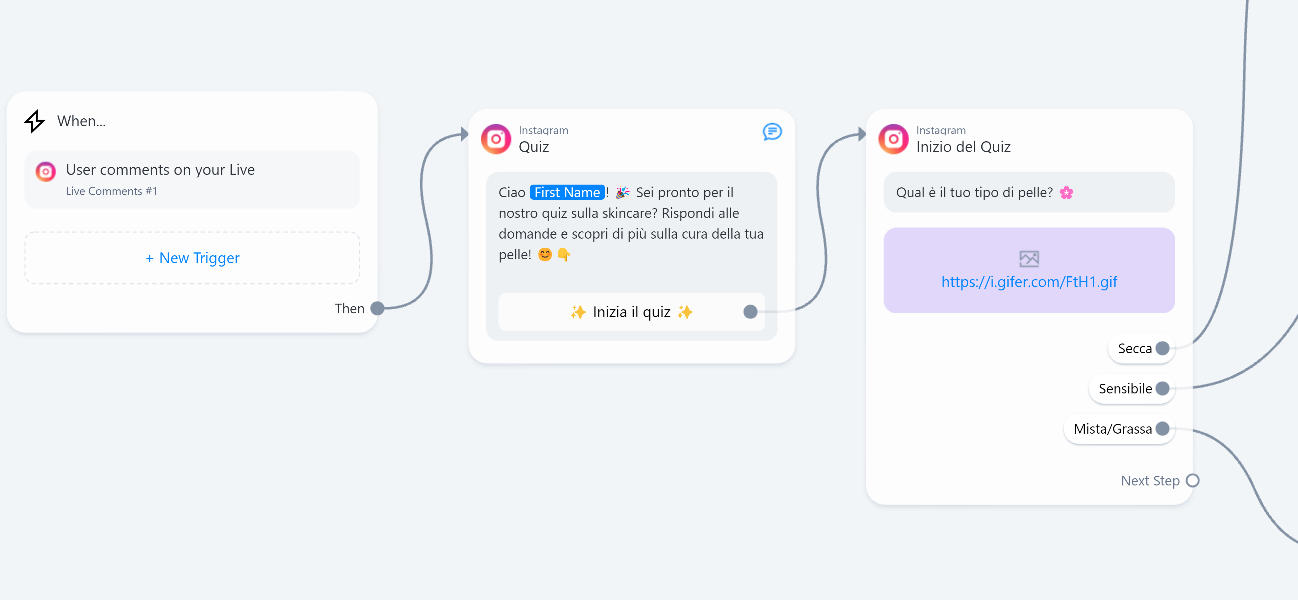 When...
User comments on your Live
Live Comments #1
+ New Trigger
Then
Instagram
Quiz
Ciao First Name! 🎉 Sei pronto per il
nostro quiz sulla skincare? Rispondi alle
domande e scopri di più sulla cura della tua
pelle! 😊 👇
✨ Inizia il quiz ✨
Instagram
Inizio del Quiz
Qual è il tuo tipo di pelle? 🌸
https://i.gifer.com/FtH1.gif
Secca
Sensibile
Mista/Grassa
Next Step